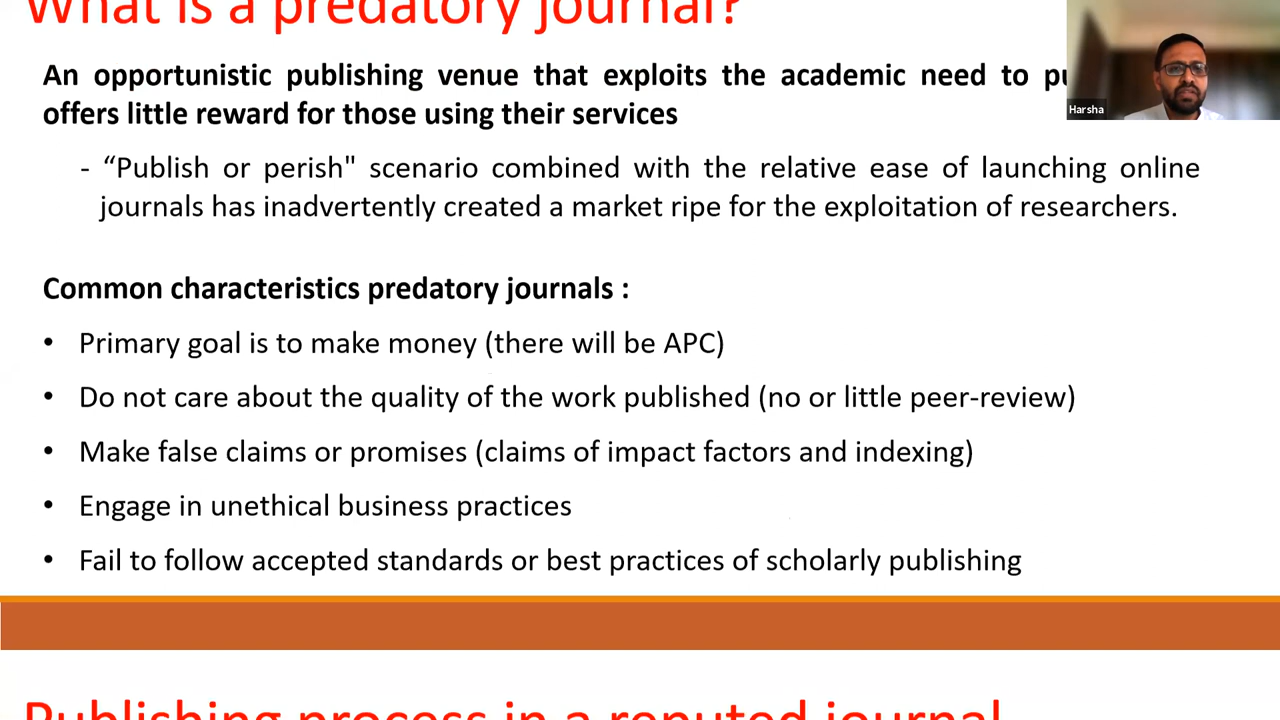 What is a predatory journal?
An opportunistic publishing venue that exploits the academic need to
offers little reward for those using their services
- “Publish or perish" scenario combined with the relative ease of launching online
journals has inadvertently created a market ripe for the exploitation of researchers.
Common characteristics predatory journals :
• Primary goal is to make money (there will be APC)
• Do not care about the quality of the work published (no or little peer-review)
• Make false claims or promises (claims of impact factors and indexing)
• Engage in unethical business practices
• Fail to follow accepted standards or best practices of scholarly publishing
Publishing process in a reputed journal
Harsha